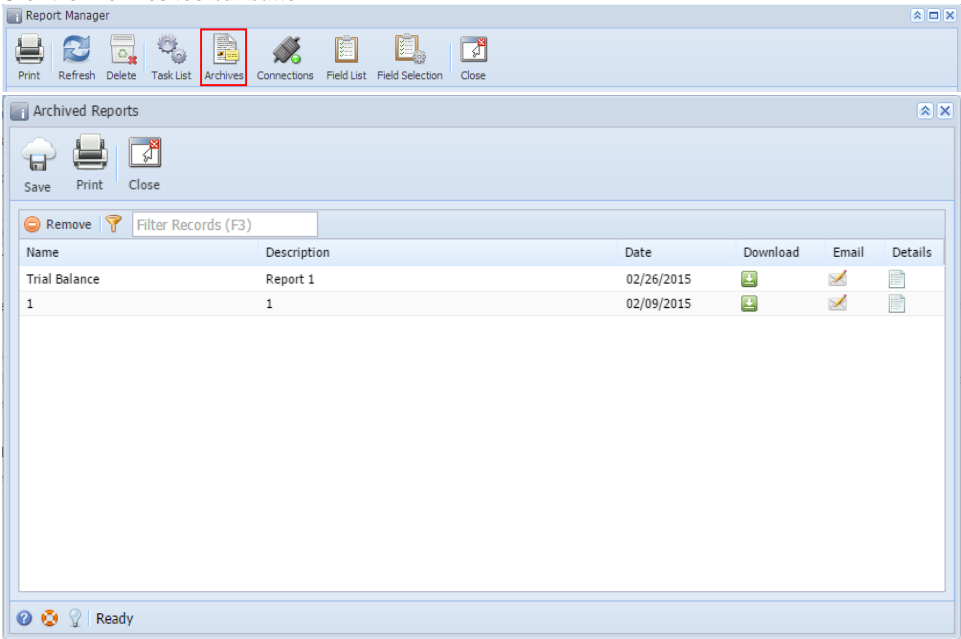 Report Manager
Print Refresh Delete Task List Archives Connections Field List Field Selection Close
Archived Reports
Save Print Close
Remove Filter Records (F3)
Name Description Date Download Email Details
Trial Balance Report 1 02/26/2015
1 1 02/09/2015
Ready